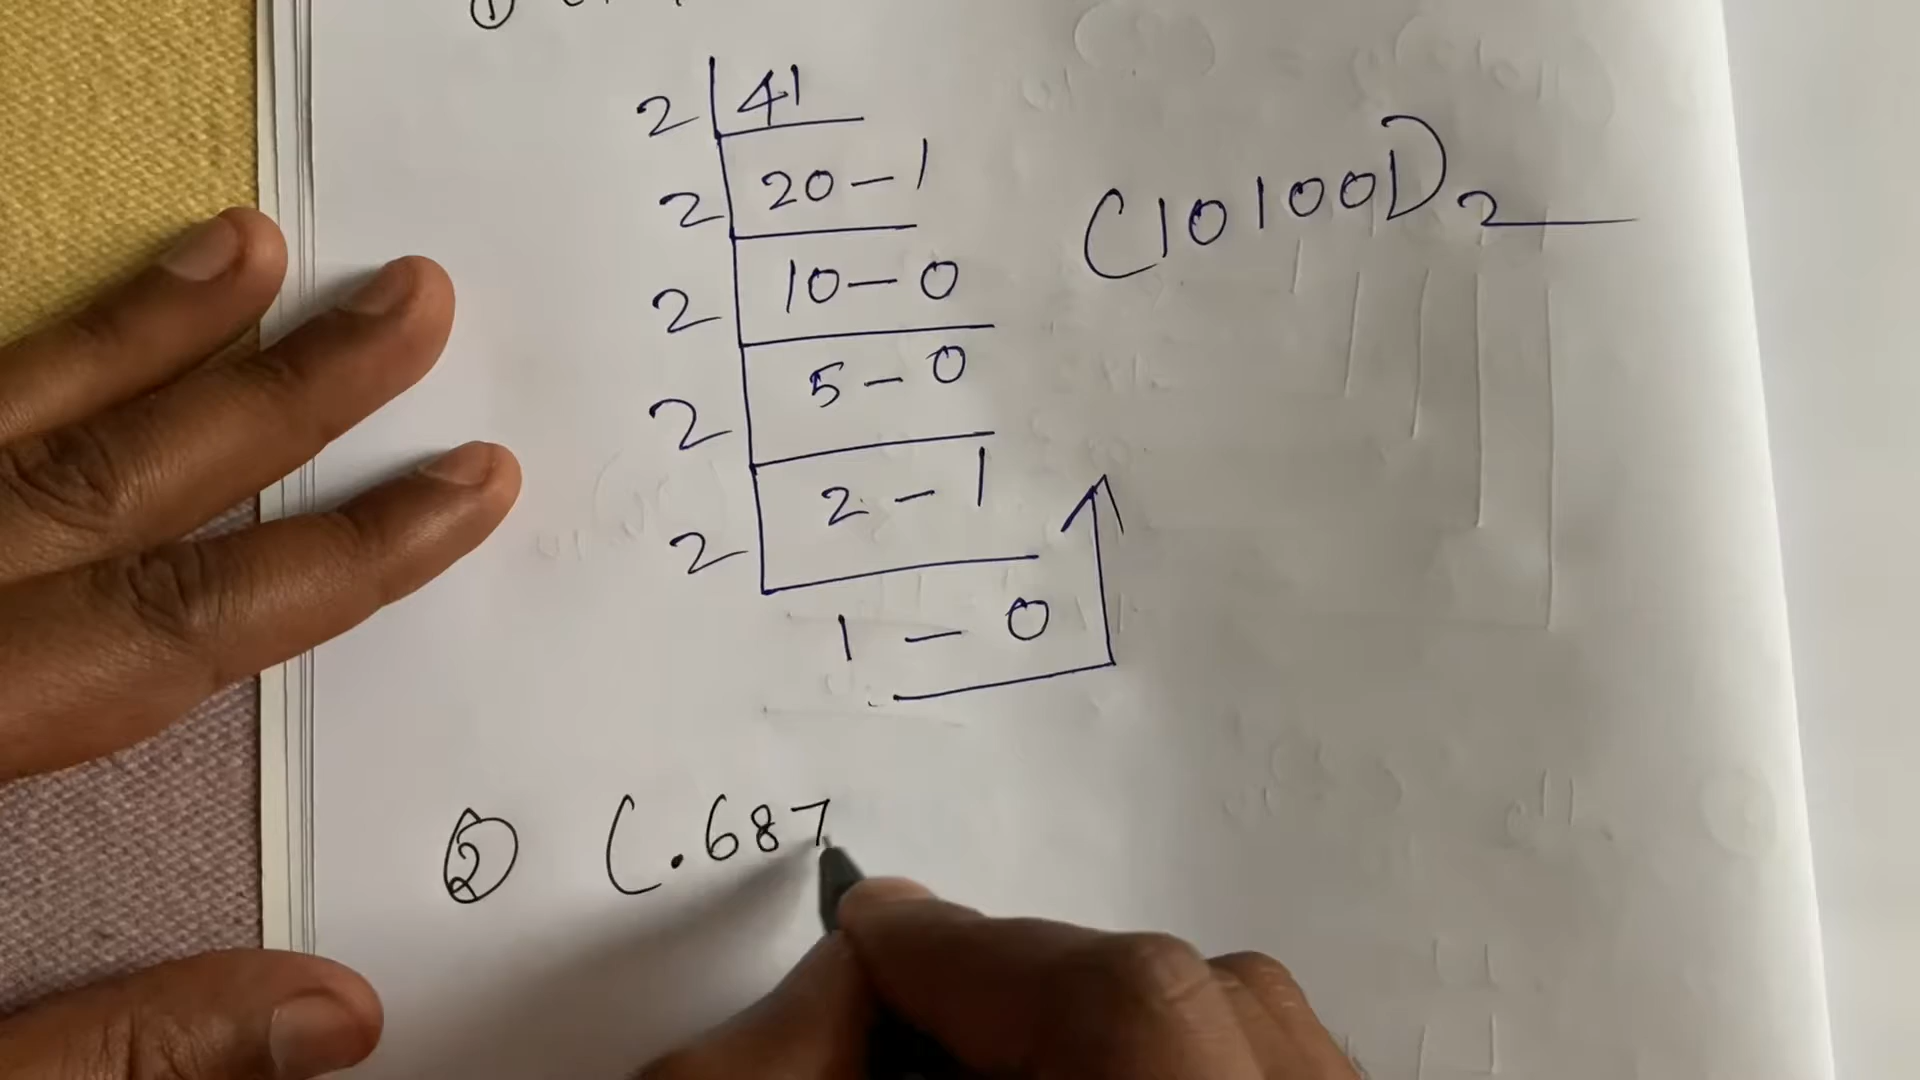 ①
2 | 41
2 | 20 - 1
(101001)2
2 | 10 - 0
2 | 5 - 0
2 | 2 - 1
1 - 0
② (.687